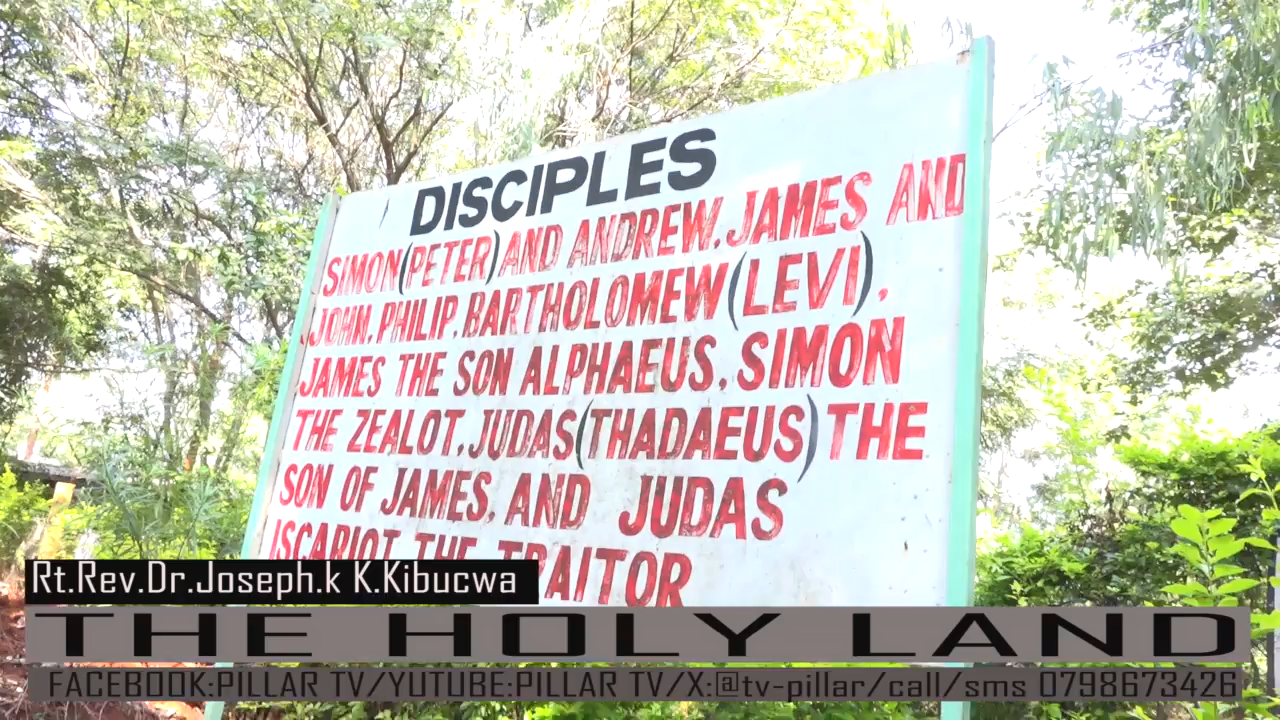 DISCIPLES
SIMON(PETER)AND ANDREW.JAMES AND
JOHN.PHILIP.BARTHOLOMEW(LEVI),
JAMES THE SON ALPHAEUS.SIMON
THE ZEALOT.JUDAS(THADAEUS)THE
SON OF JAMES. AND JUDAS
ISCARIOT THE TRAITOR
Rt.Rev.Dr.Joseph.k K.Kibucwa
THE HOLY LAND
FACEBOOK:PILLAR TV/YUTUBE:PILLAR TV/X:@tv-pillar/call/sms 0798673426